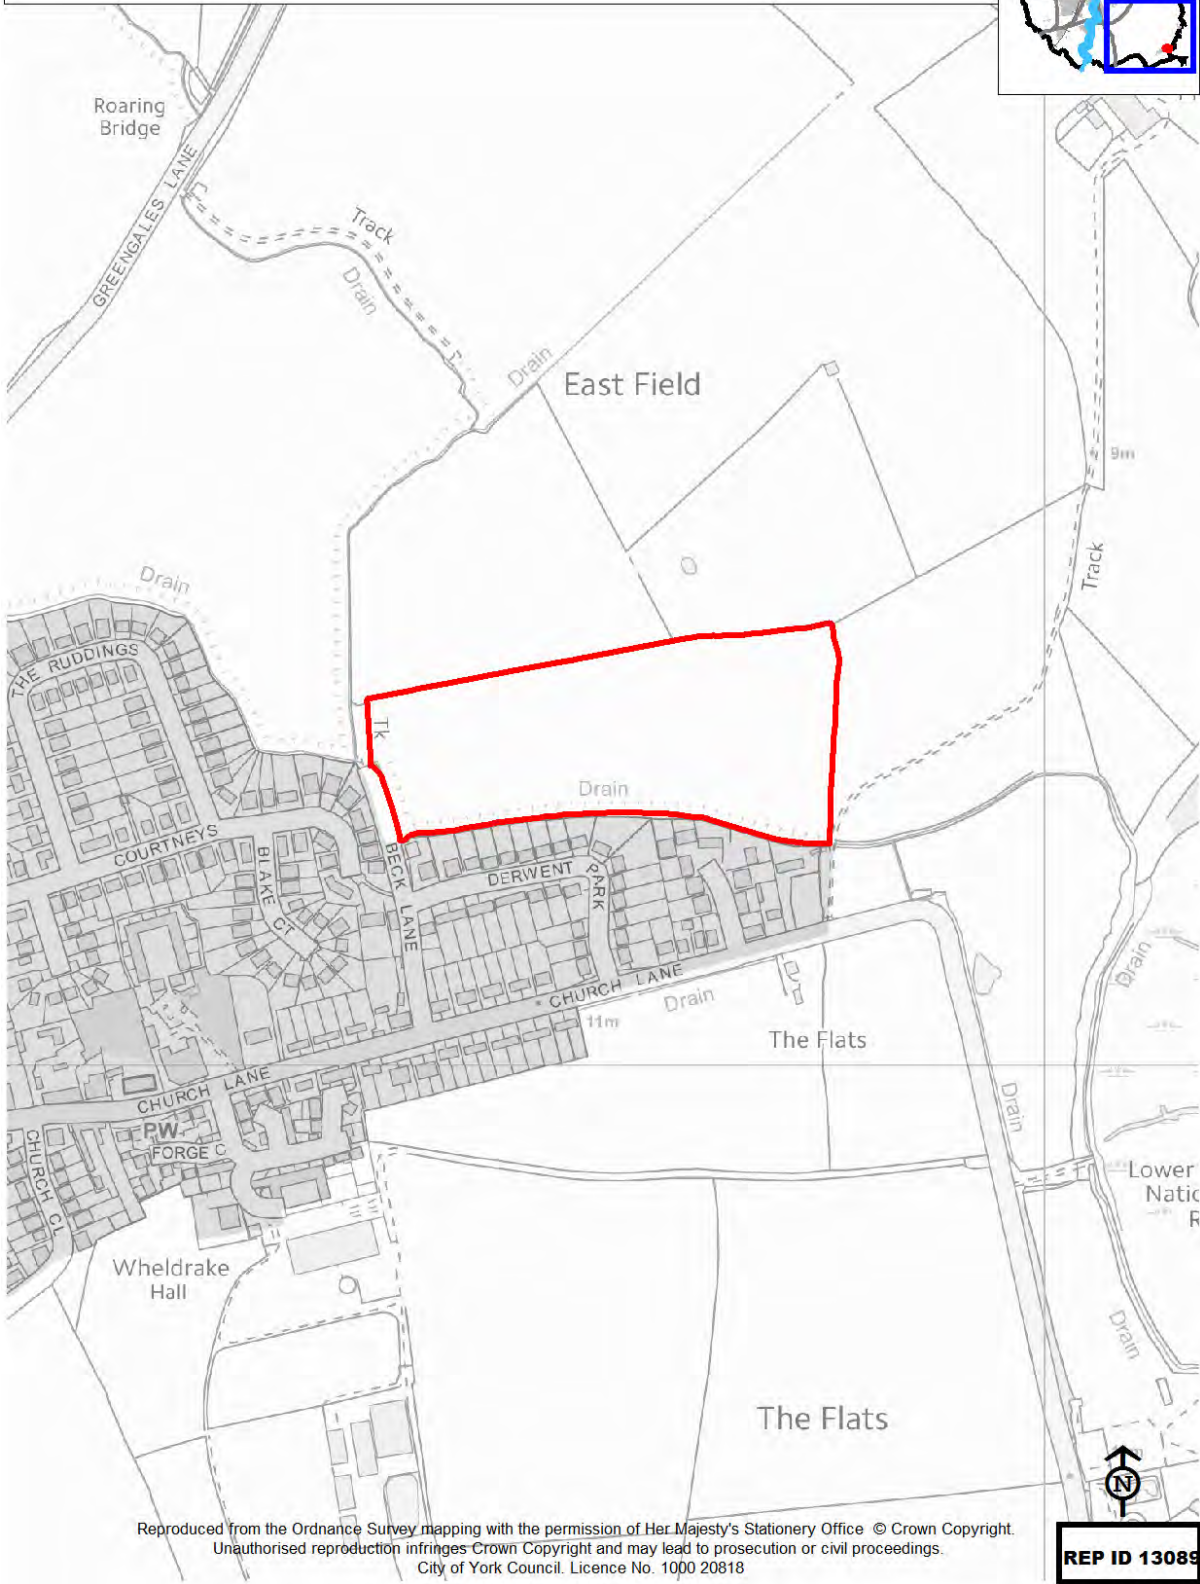 Roaring
Bridge
GREENGALES LANE
Track
Drain
Drain
East Field
9m
Track
Drain
THE RUDDINGS
Tk
Drain
COURTNEYS
BLAKE CT
BECK LANE
DERWENT PARK
CHURCH LANE
Drain
11m
Drain
The Flats
CHURCH LANE
PW
FORGE C
CHURCH CL
Drain
Lower
Natio
R
Wheldrake
Hall
Drain
The Flats
N
Reproduced from the Ordnance Survey mapping with the permission of Her Majesty's Stationery Office © Crown Copyright.
Unauthorised reproduction infringes Crown Copyright and may lead to prosecution or civil proceedings.
City of York Council. Licence No. 1000 20818
REP ID 13089